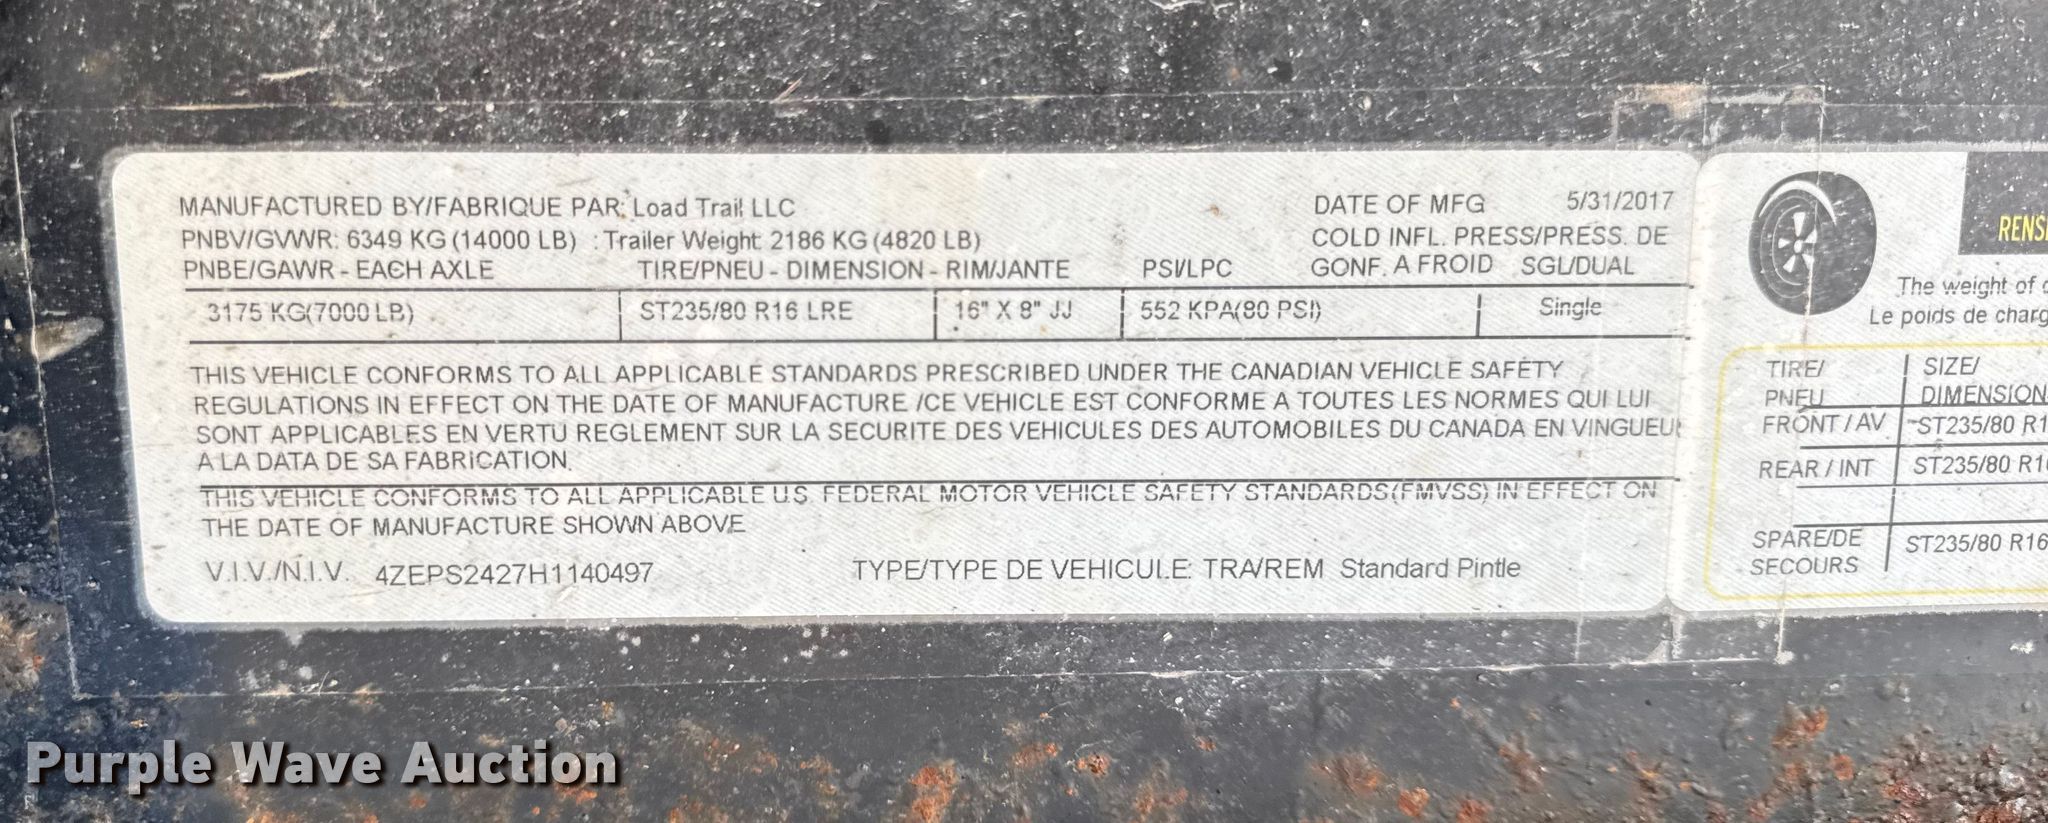 MANUFACTURED BY/FABRIQUE PAR: Load Trail LLC DATE OF MFG 5/31/2017
PNBV/GVWR: 6349 KG (14000 LB) : Trailer Weight: 2186 KG (4820 LB) COLD INFL. PRESS/PRESS. DE
PNBE/GAWR - EACH AXLE TIRE/PNEU - DIMENSION - RIM/JANTE PSI/LPC GONF. A FROID SGL/DUAL
3175 KG(7000 LB) ST235/80 R16 LRE 16" X 8" JJ 552 KPA(80 PSI) Single
THIS VEHICLE CONFORMS TO ALL APPLICABLE STANDARDS PRESCRIBED UNDER THE CANADIAN VEHICLE SAFETY
REGULATIONS IN EFFECT ON THE DATE OF MANUFACTURE /CE VEHICLE EST CONFORME A TOUTES LES NORMES QUI LUI
SONT APPLICABLES EN VERTU REGLEMENT SUR LA SECURITE DES VEHICULES DES AUTOMOBILES DU CANADA EN VINGUEU
A LA DATA DE SA FABRICATION.
THIS VEHICLE CONFORMS TO ALL APPLICABLE U.S. FEDERAL MOTOR VEHICLE SAFETY STANDARDS(FMVSS) IN EFFECT ON
THE DATE OF MANUFACTURE SHOWN ABOVE
V.I.V./N.I.V. 4ZEPS2427H1140497 TYPE/TYPE DE VEHICULE: TRA/REM Standard Pintle
RENSE
The weight of
Le poids de charg
TIRE/ SIZE/
PNEU DIMENSION
FRONT / AV ST235/80 R1
REAR / INT ST235/80 R16
SPARE/DE ST235/80 R16
SECOURS
Purple Wave Auction